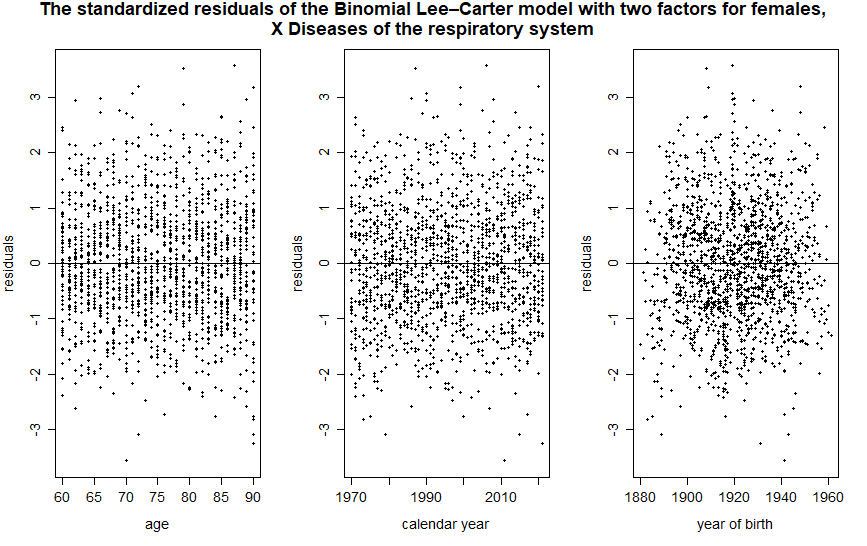 The standardized residuals of the Binomial Lee–Carter model with two factors for females,
X Diseases of the respiratory system
residuals
3
2
1
0
-1
-2
-3
60 65 70 75 80 85 90
age
residuals
3
2
1
0
-1
-2
-3
1970 1990 2010
calendar year
residuals
3
2
1
0
-1
-2
-3
1880 1900 1920 1940 1960
year of birth